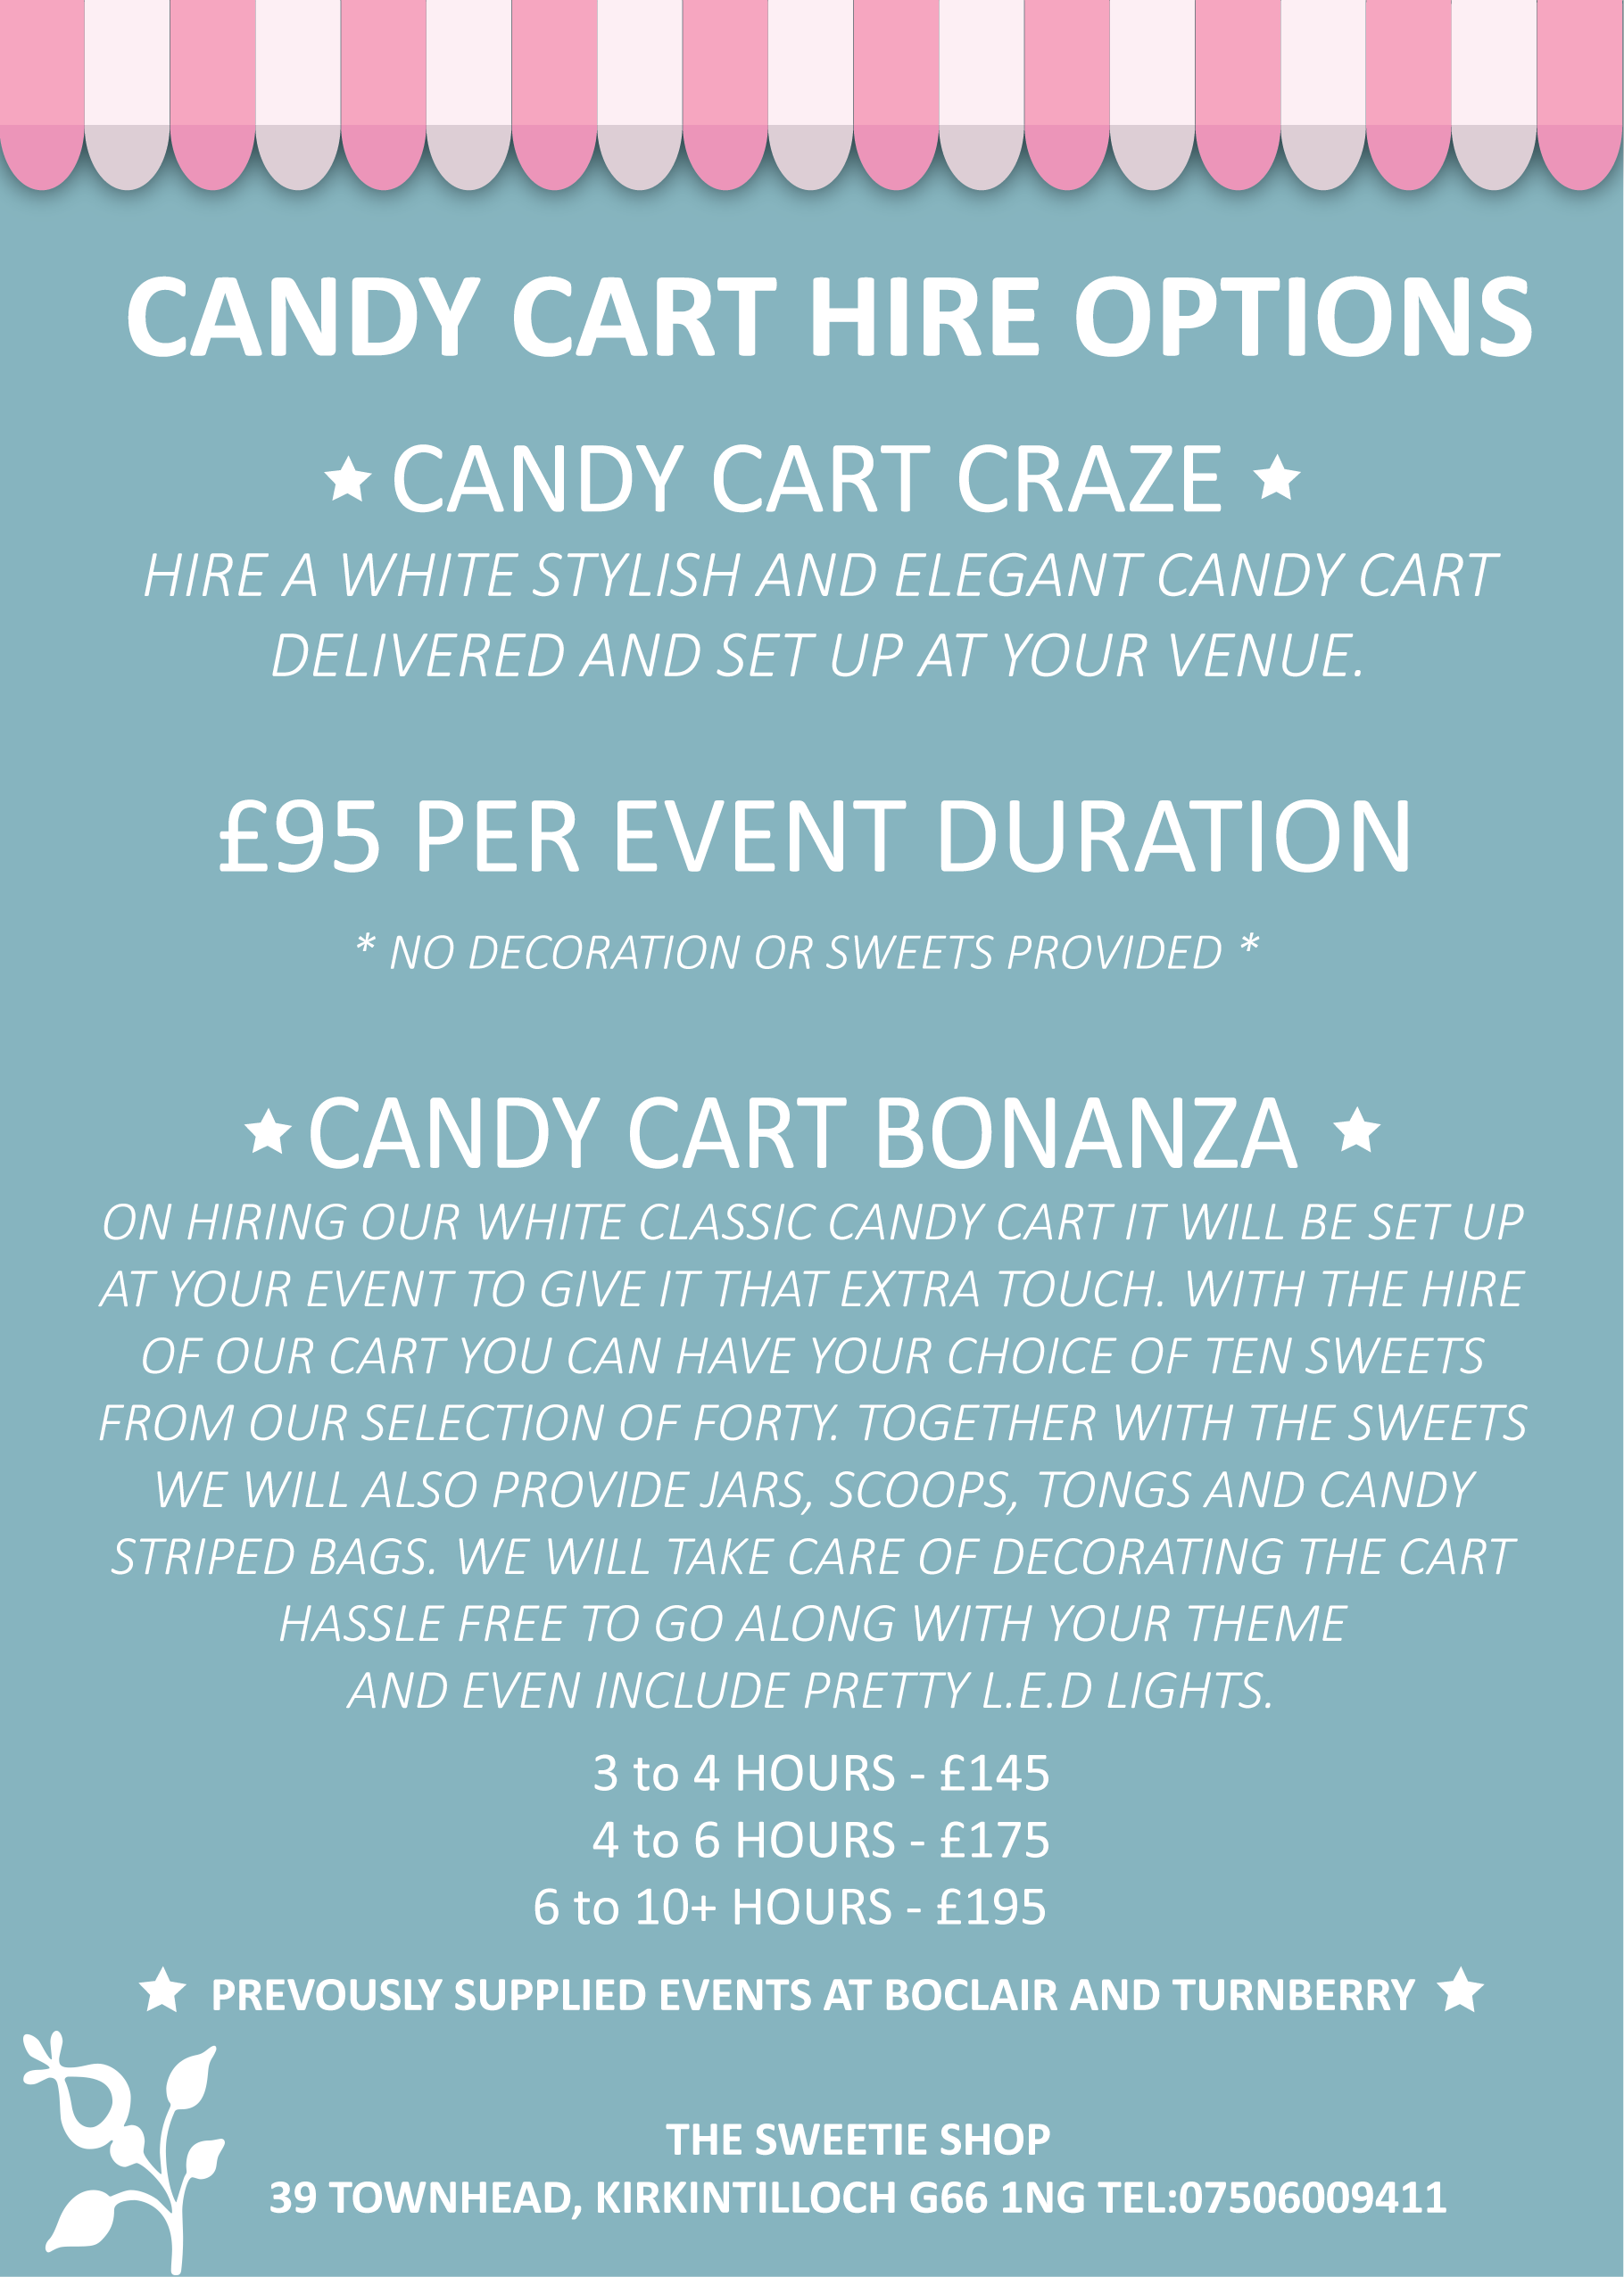 CANDY CART HIRE OPTIONS
CANDY CART CRAZE
HIRE A WHITE STYLISH AND ELEGANT CANDY CART
DELIVERED AND SET UP AT YOUR VENUE.
£95 PER EVENT DURATION
* NO DECORATION OR SWEETS PROVIDED *
CANDY CART BONANZA
ON HIRING OUR WHITE CLASSIC CANDY CART IT WILL BE SET UP
AT YOUR EVENT TO GIVE IT THAT EXTRA TOUCH. WITH THE HIRE
OF OUR CART YOU CAN HAVE YOUR CHOICE OF TEN SWEETS
FROM OUR SELECTION OF FORTY. TOGETHER WITH THE SWEETS
WE WILL ALSO PROVIDE JARS, SCOOPS, TONGS AND CANDY
STRIPED BAGS. WE WILL TAKE CARE OF DECORATING THE CART
HASSLE FREE TO GO ALONG WITH YOUR THEME
AND EVEN INCLUDE PRETTY L.E.D LIGHTS.
3 to 4 HOURS - £145
4 to 6 HOURS - £175
6 to 10+ HOURS - £195
PREVOUSLY SUPPLIED EVENTS AT BOCLAIR AND TURNBERRY
THE SWEETIE SHOP
39 TOWNHEAD, KIRKINTILLOCH G66 1NG TEL:07506009411